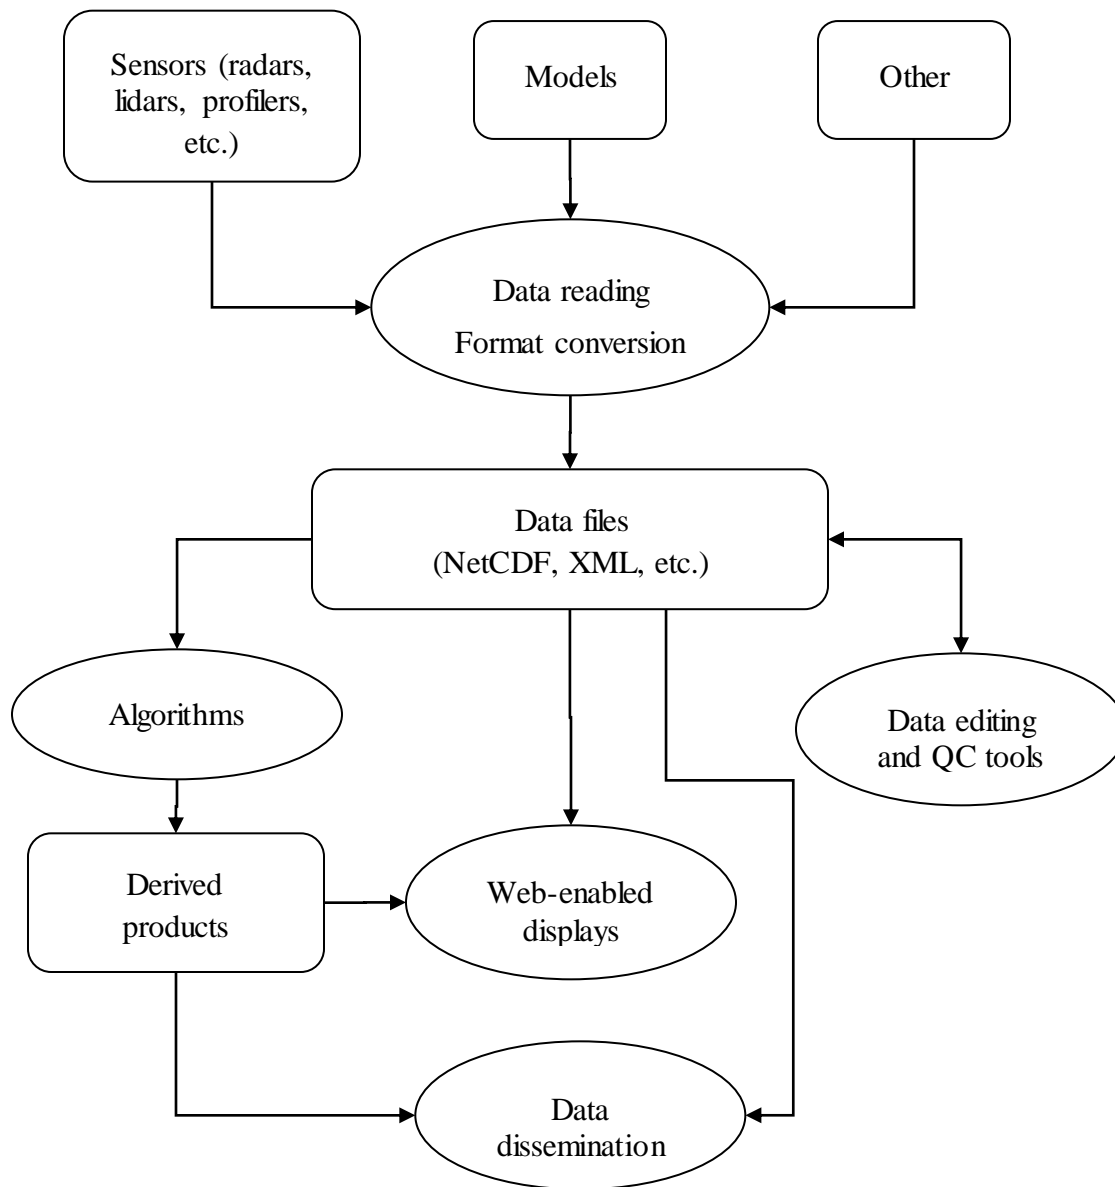 Sensors (radars,
lidars, profilers,
etc.)
Models
Other
Data reading
Format conversion
Data files
(NetCDF, XML, etc.)
Algorithms
Data editing
and QC tools
Derived
products
Web-enabled
displays
Data
dissemination